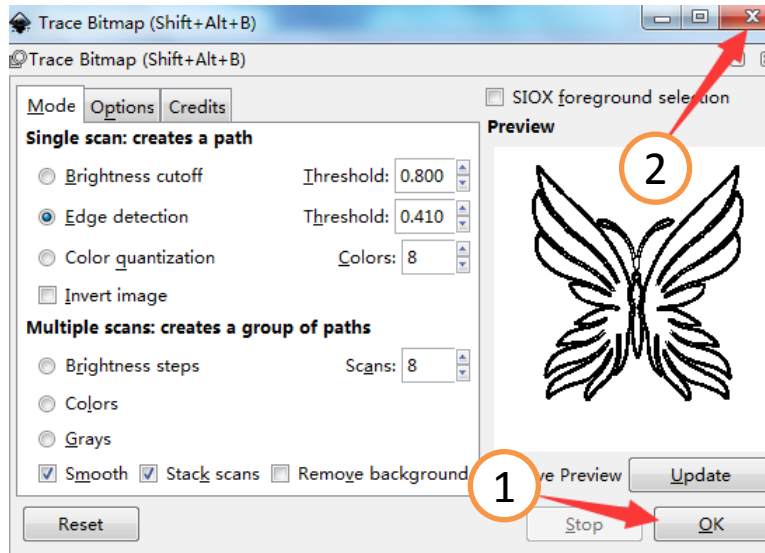 Trace Bitmap (Shift+Alt+B)
Trace Bitmap (Shift+Alt+B)
Mode Options Credits
SIOX foreground selection
Single scan: creates a path
Preview
2
Brightness cutoff Threshold: 0.800
Edge detection Threshold: 0.410
Color quantization Colors: 8
Invert image
Multiple scans: creates a group of paths
Brightness steps Scans: 8
Colors
Grays
Smooth Stack scans Remove background
1
Preview Update
Reset Stop OK